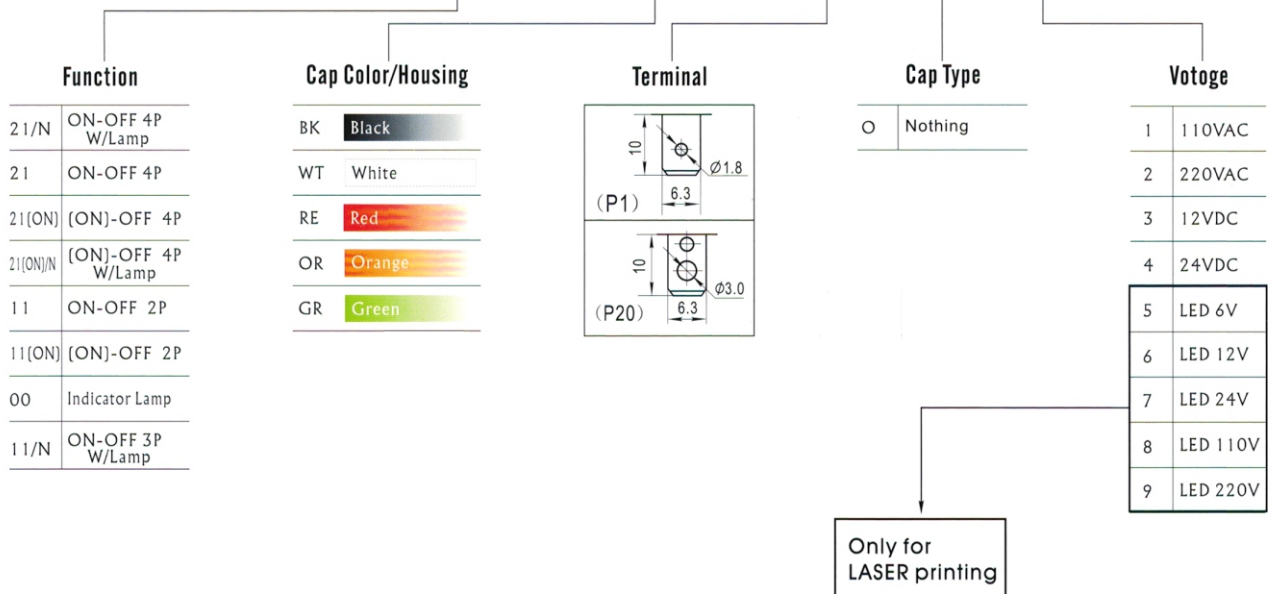 Function
21/N ON-OFF 4P
W/Lamp
21 ON-OFF 4P
21(ON) (ON)-OFF 4P
21(ON)/N (ON)-OFF 4P
W/Lamp
11 ON-OFF 2P
11(ON) (ON)-OFF 2P
00 Indicator Lamp
11/N ON-OFF 3P
W/Lamp
Cap Color/Housing
BK Black
WT White
RE Red
OR Orange
GR Green
Terminal
10
Ø1.8
6.3
(P1)
10
Ø3.0
6.3
(P20)
Cap Type
O Nothing
Votoge
1 110VAC
2 220VAC
3 12VDC
4 24VDC
5 LED 6V
6 LED 12V
7 LED 24V
8 LED 110V
9 LED 220V
Only for
LASER printing